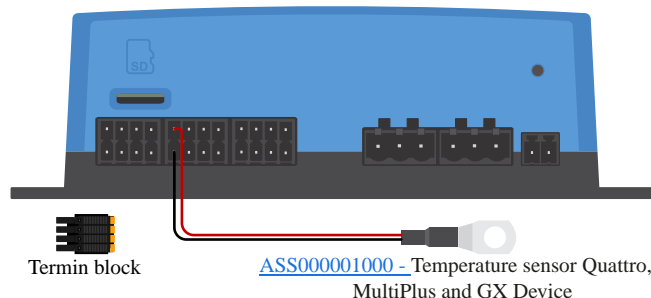 SD
Termin block
ASS000001000 - Temperature sensor Quattro,
MultiPlus and GX Device